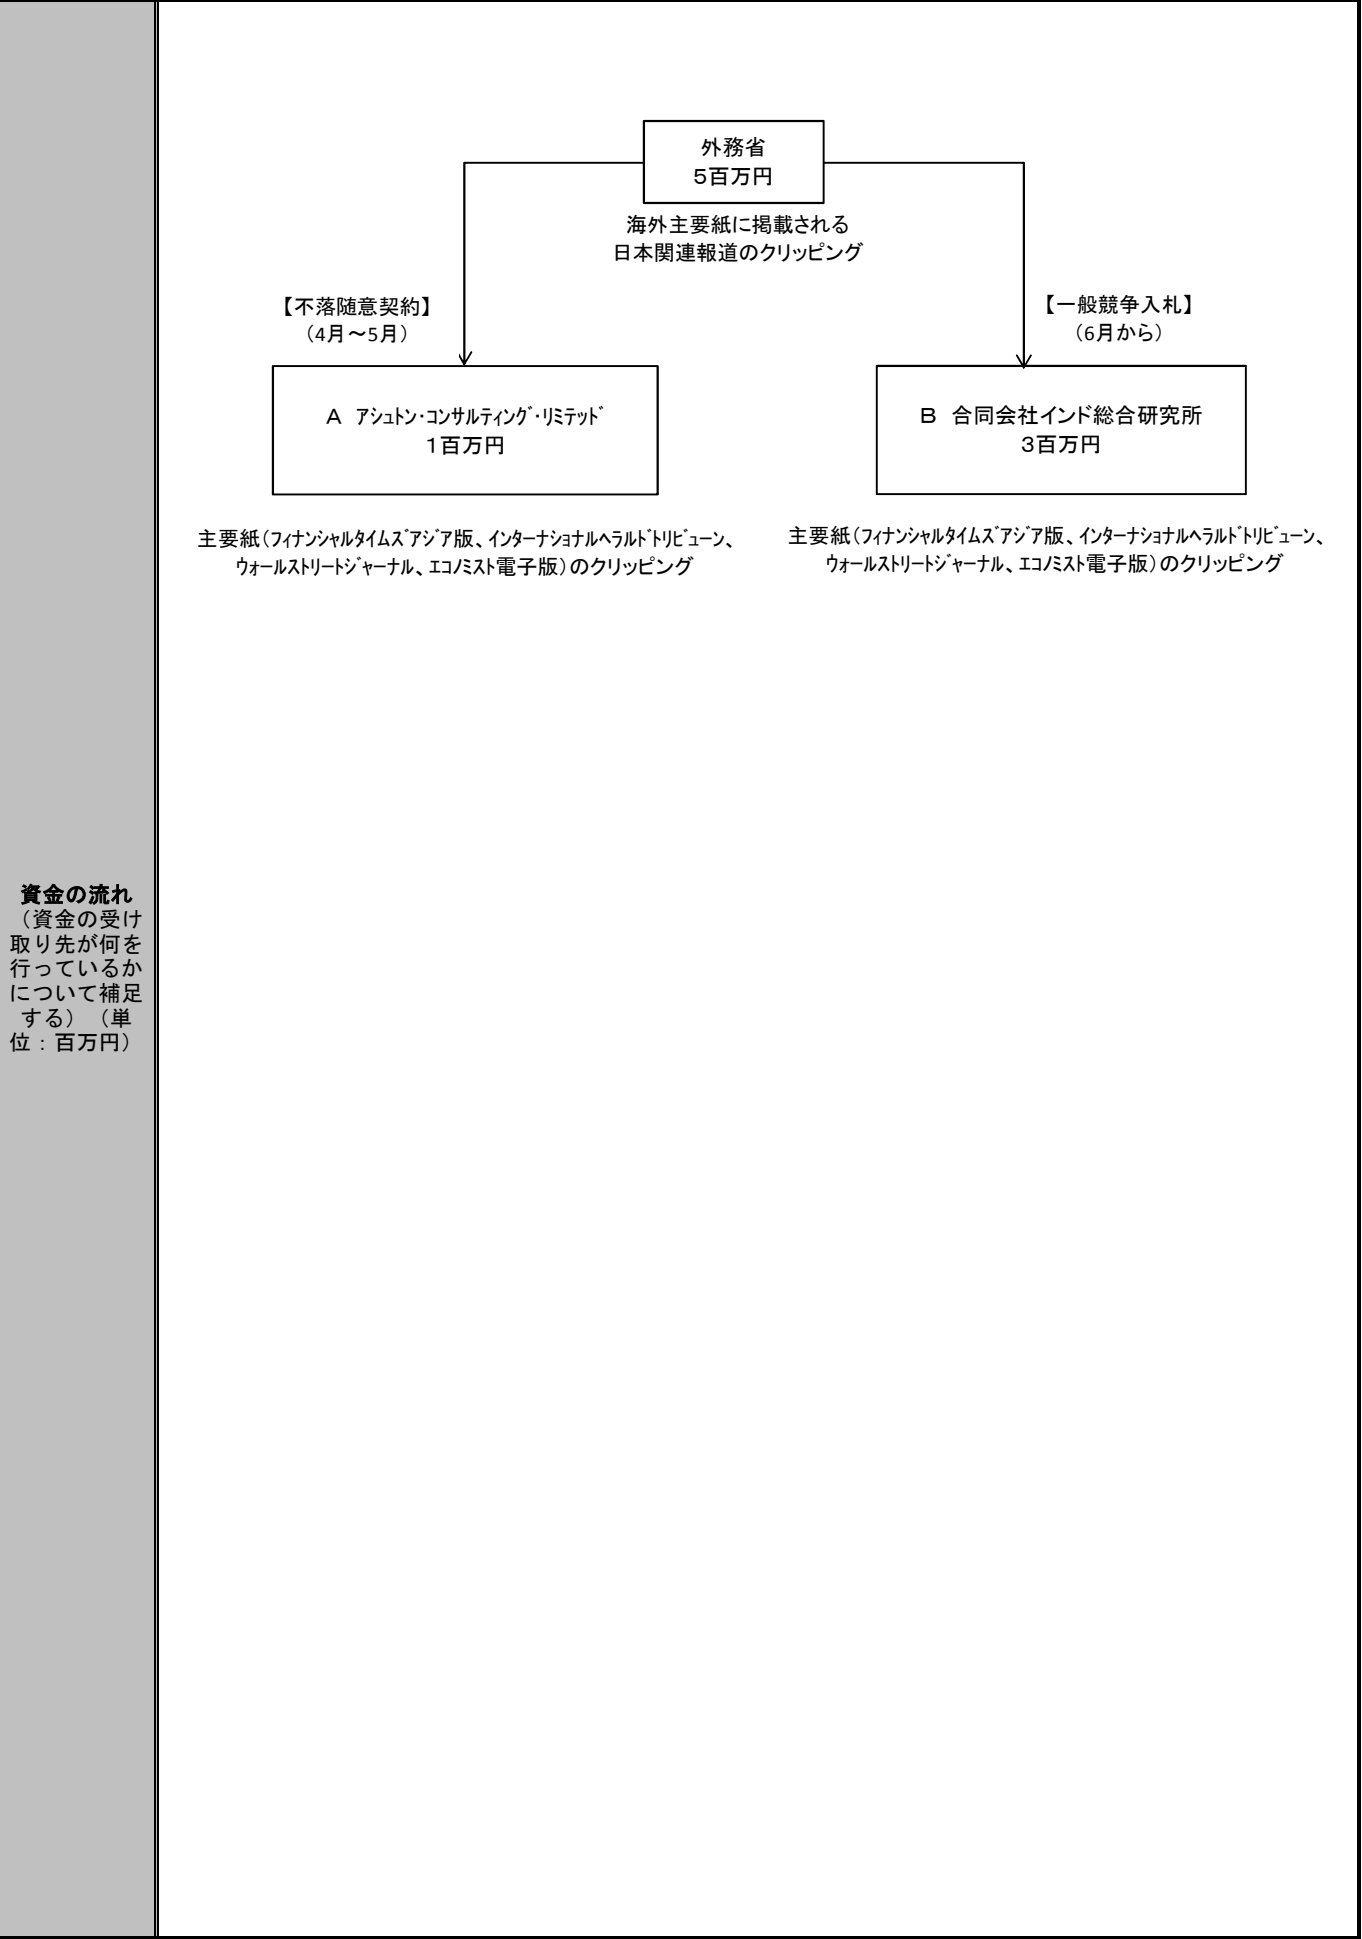 外務省
5百万円
海外主要紙に掲載される
日本関連報道のクリッピング
【不落随意契約】
（4月～5月）
【一般競争入札】
（6月から）
A　ｱｼｭﾄﾝ･ｺﾝｻﾙﾃｨﾝｸﾞ･ﾘﾐﾃｯﾄﾞ
1百万円
B　合同会社インド総合研究所
3百万円
主要紙（ﾌｨﾅﾝｼｬﾙﾀｲﾑｽﾞｱｼﾞｱ版、ｲﾝﾀｰﾅｼｮﾅﾙﾍﾗﾙﾄﾞﾄﾘﾋﾞｭｰﾝ、
ｳｫｰﾙｽﾄﾘｰﾄｼﾞｬｰﾅﾙ、ｴｺﾉﾐｽﾄ電子版）のクリッピング
主要紙（ﾌｨﾅﾝｼｬﾙﾀｲﾑｽﾞｱｼﾞｱ版、ｲﾝﾀｰﾅｼｮﾅﾙﾍﾗﾙﾄﾞﾄﾘﾋﾞｭｰﾝ、
ｳｫｰﾙｽﾄﾘｰﾄｼﾞｬｰﾅﾙ、ｴｺﾉﾐｽﾄ電子版）のクリッピング
資金の流れ
（資金の受け
取り先が何を
行っているか
について補足
する）（単
位：百万円）